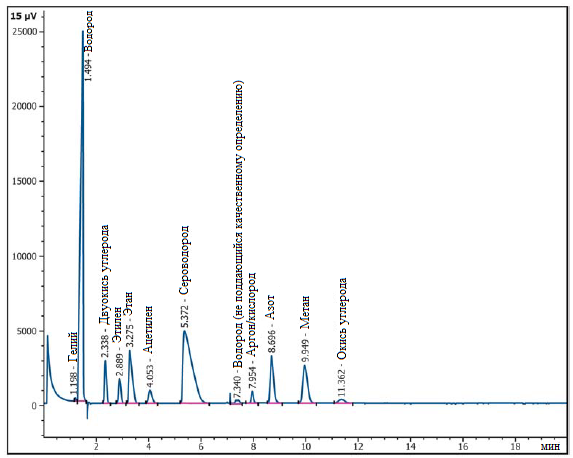 15 µV
25000
20000
15000
10000
5000
0
1.198 - Гелий
1.494 - Водород
2.338 - Двуокись углерода
2.889 - Этилен
3.275 - Этан
4.053 - Ацетилен
5.372 - Сероводород
7.340 - Водород (не поддающийся качественному определению)
7.954 - Аргон/кислород
8.696 - Азот
9.949 - Метан
11.362 - Окись углерода
2 4 6 8 10 12 14 16 18 мин